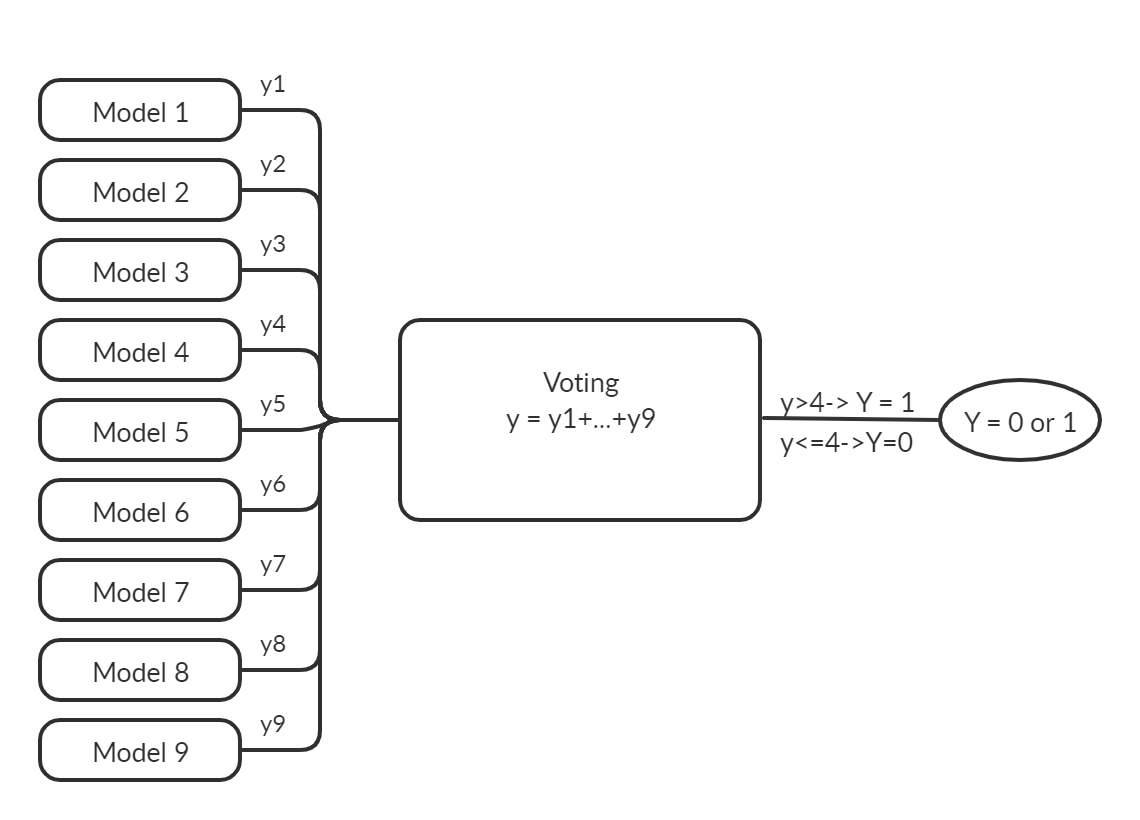 y1
Model 1
y2
Model 2
y3
Model 3
y4
Model 4
y5
Model 5
y6
Model 6
y7
Model 7
y8
Model 8
y9
Model 9
Voting
y = y1+...+y9
y>4-> Y = 1
y<=4->Y=0
Y = 0 or 1